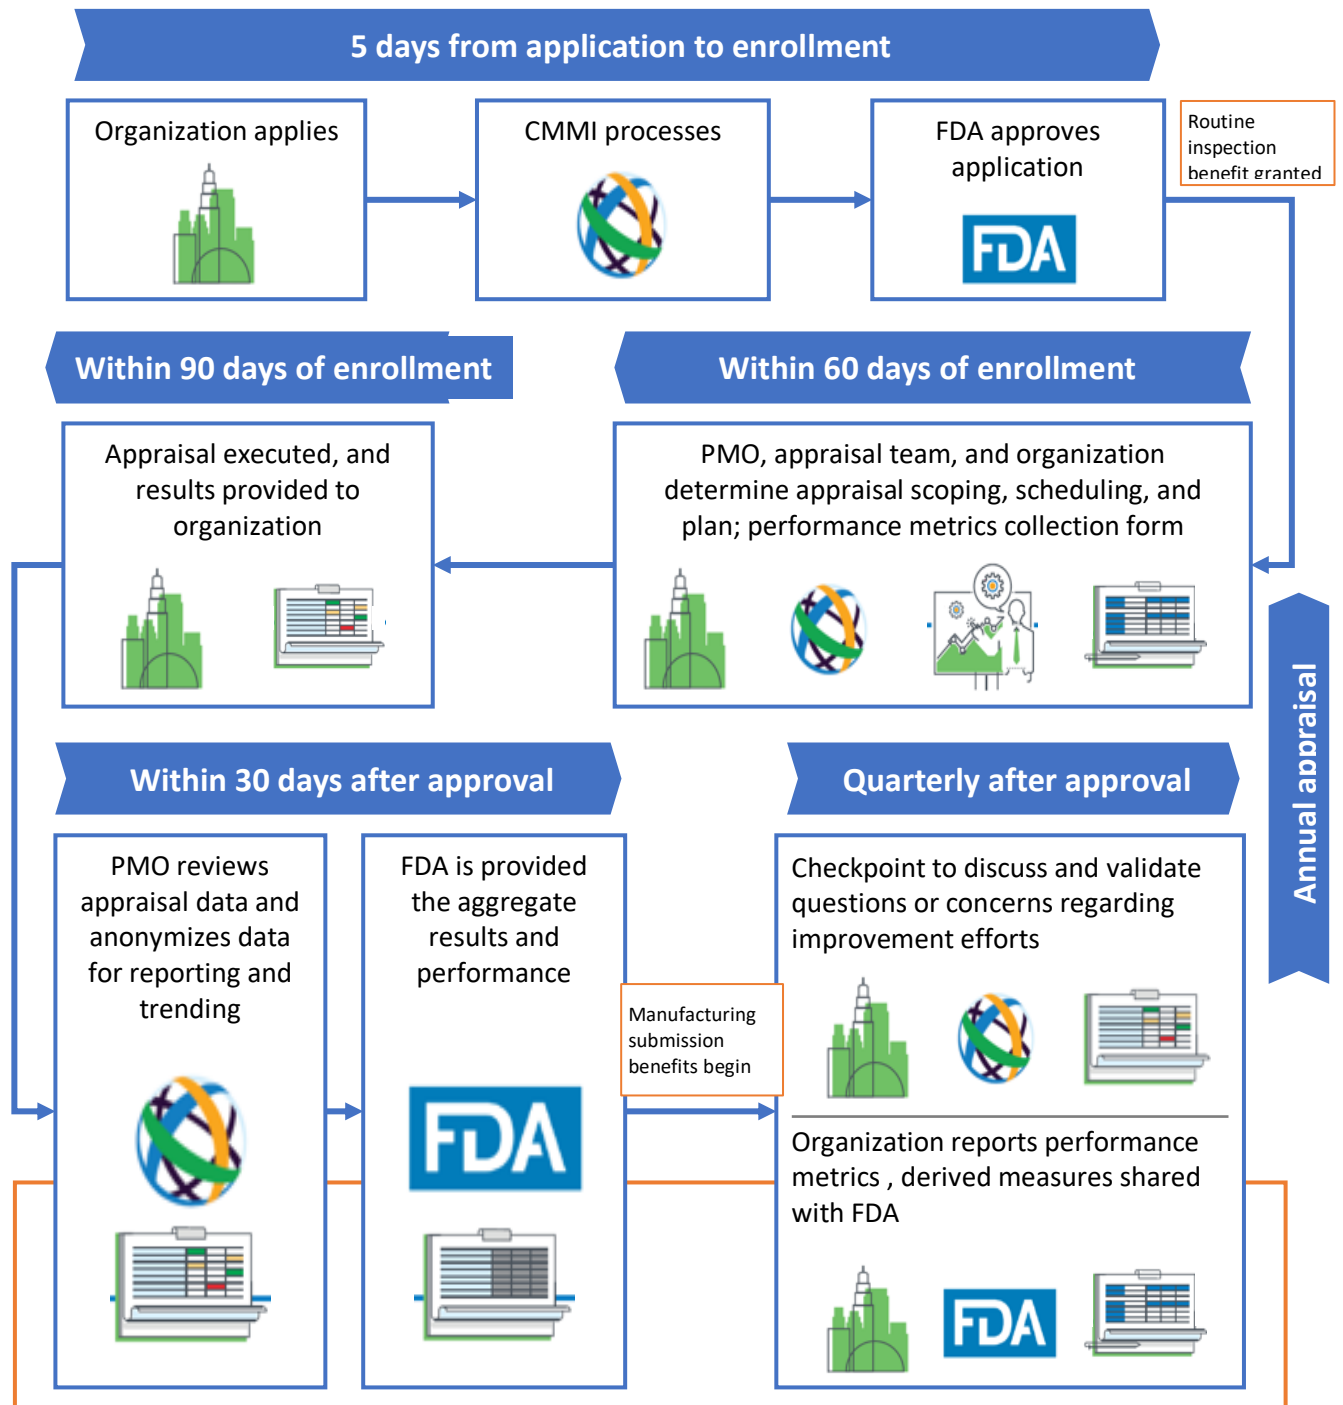 5 days from application to enrollment
Organization applies
CMMI processes
FDA approves
application
FDA
Routine
inspection
benefit granted
Within 60 days of enrollment
PMO, appraisal team, and organization
determine appraisal scoping, scheduling, and
plan; performance metrics collection form
Within 90 days of enrollment
Appraisal executed, and
results provided to
organization
Annual appraisal
Within 30 days after approval
PMO reviews
appraisal data and
anonymizes data
for reporting and
trending
FDA is provided
the aggregate
results and
performance
FDA
Manufacturing
submission
benefits begin
Quarterly after approval
Checkpoint to discuss and validate
questions or concerns regarding
improvement efforts
Organization reports performance
metrics , derived measures shared
with FDA
FDA